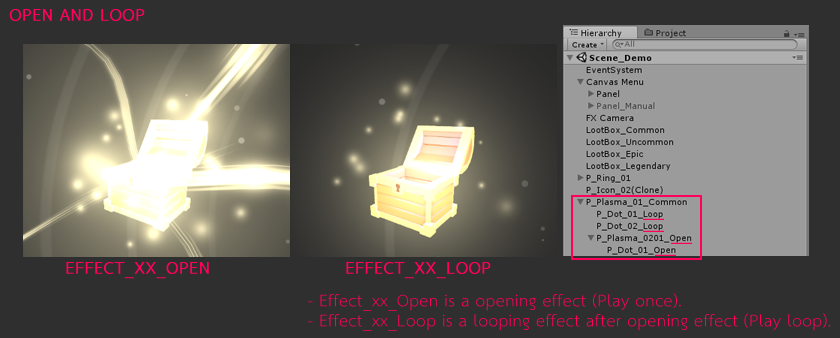 OPEN AND LOOP
EFFECT_XX_OPEN
EFFECT_XX_LOOP
Hierarchy
Project
Create
All
Scene_Demo
EventSystem
Canvas Menu
Panel
Panel_Manual
FX Camera
LootBox_Common
LootBox_Uncommon
LootBox_Epic
LootBox_Legendary
P_Ring_01
P_Icon_02(Clone)
P_Plasma_01_Common
P_Dot_01_Loop
P_Dot_02_Loop
P_Plasma_0201_Open
P_Dot_01_Open
- Effect_xx_Open is a opening effect (Play once).
- Effect_xx_Loop is a looping effect after opening effect (Play loop).